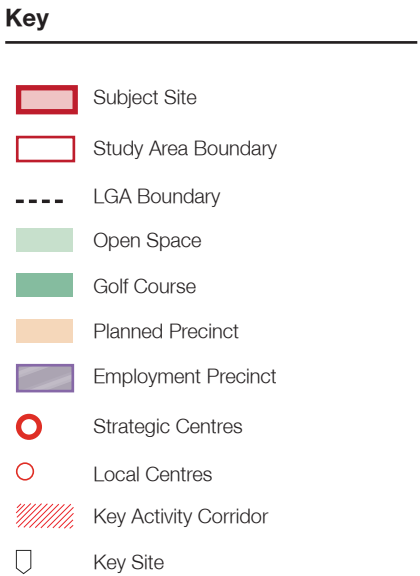 Key
Subject Site
Study Area Boundary
LGA Boundary
Open Space
Golf Course
Planned Precinct
Employment Precinct
Strategic Centres
Local Centres
Key Activity Corridor
Key Site